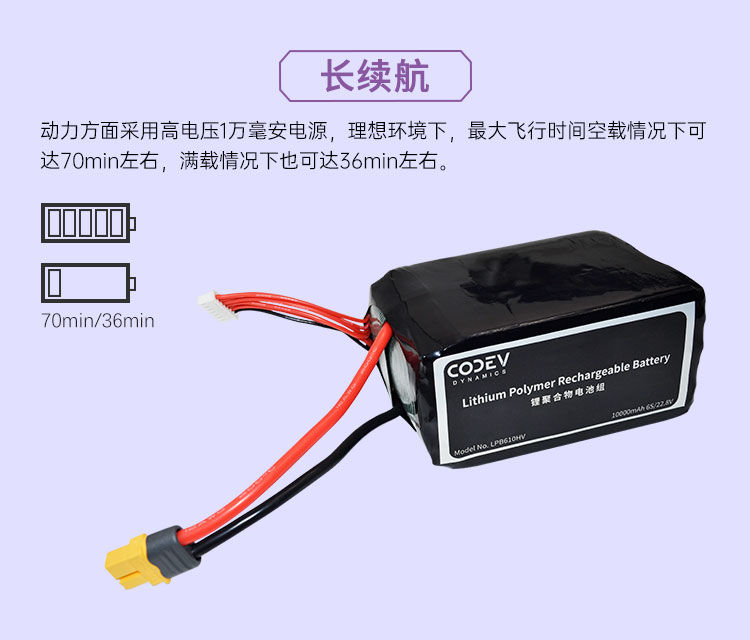 长续航
动力方面采用高电压1万毫安电源，理想环境下，最大飞行时间空载情况下可
达70min左右，满载情况下也可达36min左右。
70min/36min
CODEV
DYNAMICS
Lithium Polymer Rechargeable Battery
锂聚合物电池组
10000mAh 6S/22.8V
Model No. LPB610HV